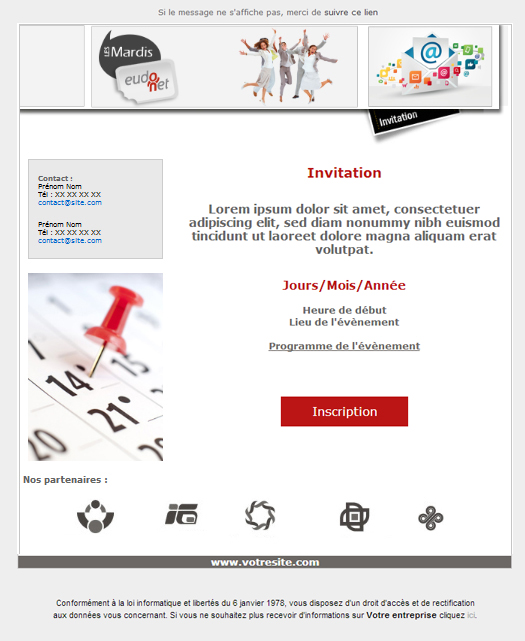 Si le message ne s'affiche pas, merci de suivre ce lien
LES Mardis
eudonet
@
Invitation
Contact :
Prénom Nom
Tél : XX XX XX XX
contact@site.com
Prénom Nom
Tél : XX XX XX XX
contact@site.com
Invitation
Lorem ipsum dolor sit amet, consectetuer
adipiscing elit, sed diam nonummy nibh euismod
tincidunt ut laoreet dolore magna aliquam erat
volutpat.
Jours/Mois/Année
Heure de début
Lieu de l'évènement
Programme de l'évènement
Inscription
14
21
Nos partenaires :
www.votresite.com
Conformément à la loi informatique et libertés du 6 janvier 1978, vous disposez d'un droit d'accès et de rectification
aux données vous concernant. Si vous ne souhaitez plus recevoir d'informations sur Votre entreprise cliquez ici.